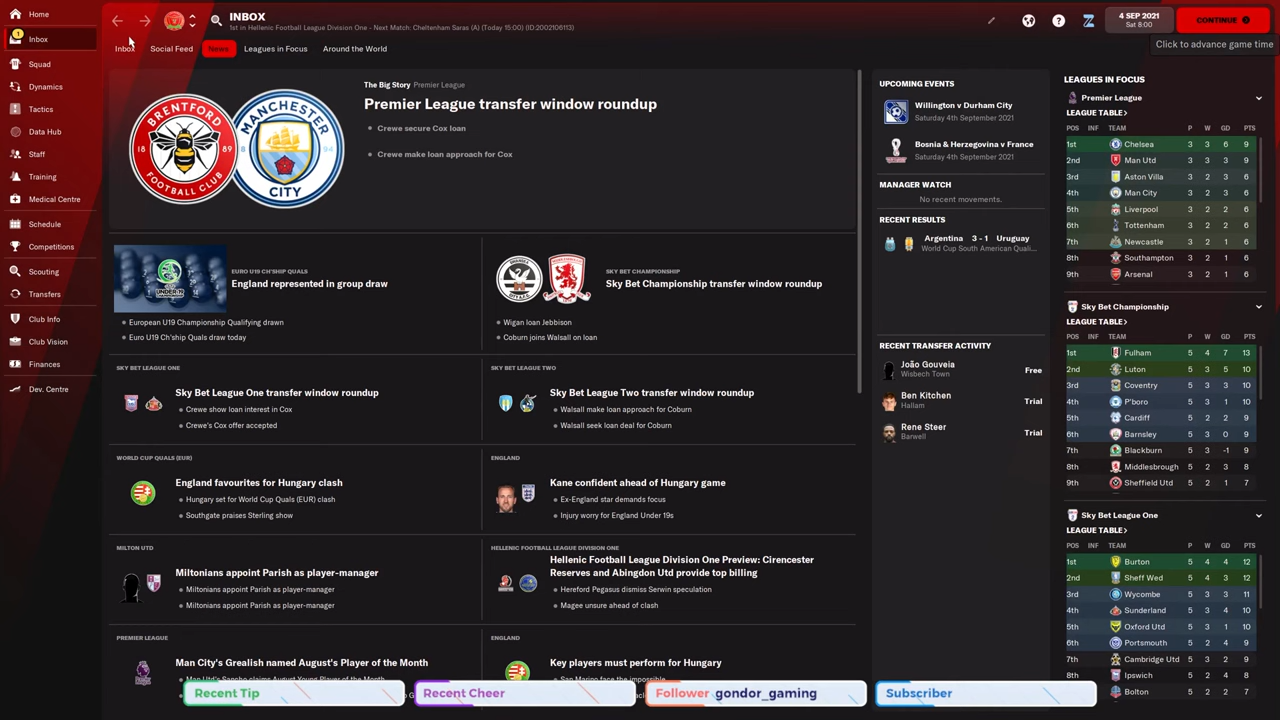 Home
INBOX
1st in Hellenic Football League Division One - Next Match: Cheltenham Saras (A) (Today 15:00) (ID:2002106113)
4 SEP 2021
Sat 8:00
CONTINUE
Click to advance game time
1
Inbox
Squad
Dynamics
Tactics
Data Hub
Staff
Training
Medical Centre
Schedule
Competitions
Scouting
Transfers
Club Info
Club Vision
Finances
Dev. Centre
Inbox
Social Feed
News
Leagues in Focus
Around the World
BRENTFORD
18 89
FOOTBALL CLUB
MANCHESTER
18 94
CITY
The Big Story Premier League
Premier League transfer window roundup
Crewe secure Cox loan
Crewe make loan approach for Cox
EURO U19 CH'SHIP QUALS
England represented in group draw
European U19 Championship Qualifying drawn
Euro U19 Ch'ship Quals draw today
SKY BET CHAMPIONSHIP
Sky Bet Championship transfer window roundup
Wigan loan Jebbison
Coburn joins Walsall on loan
SKY BET LEAGUE ONE
Sky Bet League One transfer window roundup
Crewe show loan interest in Cox
Crewe's Cox offer accepted
SKY BET LEAGUE TWO
Sky Bet League Two transfer window roundup
Walsall make loan approach for Coburn
Walsall seek loan deal for Coburn
WORLD CUP QUALS (EUR)
England favourites for Hungary clash
Hungary set for World Cup Quals (EUR) clash
Southgate praises Sterling show
ENGLAND
Kane confident ahead of Hungary game
Ex-England star demands focus
Injury worry for England Under 19s
MILTON UTD
Miltonians appoint Parish as player-manager
Miltonians appoint Parish as player-manager
Miltonians appoint Parish as player-manager
HELLENIC FOOTBALL LEAGUE DIVISION ONE
Hellenic Football League Division One Preview: Cirencester
Reserves and Abingdon Utd provide top billing
Hereford Pegasus dismiss Serwin speculation
Magee unsure ahead of clash
PREMIER LEAGUE
Man City's Grealish named August's Player of the Month
ENGLAND
Key players must perform for Hungary
UPCOMING EVENTS
Willington v Durham City
Saturday 4th September 2021
Bosnia & Herzegovina v France
Saturday 4th September 2021
MANAGER WATCH
No recent movements.
RECENT RESULTS
Argentina 3 - 1 Uruguay
World Cup South American Quali...
RECENT TRANSFER ACTIVITY
João Gouveia
Wisbech Town
Free
Ben Kitchen
Hallam
Trial
Rene Steer
Barwell
Trial
LEAGUES IN FOCUS
Premier League
LEAGUE TABLE>
POS INF TEAM P W GD PTS
1st Chelsea 3 3 6 9
2nd Man Utd 3 3 3 9
3rd Aston Villa 3 2 3 6
4th Man City 3 2 3 6
5th Liverpool 3 2 2 6
6th Tottenham 3 2 2 6
7th Newcastle 3 2 1 6
8th Southampton 3 2 1 6
9th Arsenal 3 2 1 6
Sky Bet Championship
LEAGUE TABLE>
POS INF TEAM P W GD PTS
1st Fulham 5 4 7 13
2nd Luton 5 3 5 10
3rd Coventry 5 3 4 10
4th P'boro 5 3 1 10
5th Cardiff 5 2 2 9
6th Barnsley 5 3 0 9
7th Blackburn 5 3 -1 9
8th Middlesbrough 5 2 3 8
9th Sheffield Utd 5 2 1 7
Sky Bet League One
LEAGUE TABLE>
POS INF TEAM P W GD PTS
1st Burton 5 4 4 12
2nd Sheff Wed 5 4 3 12
3rd Wycombe 5 3 3 11
4th Sunderland 5 3 4 10
5th Oxford Utd 5 3 1 10
6th Portsmouth 5 2 4 9
7th Cambridge Utd 5 3 2 9
8th Ipswich 5 2 4 8
9th Bolton 5 2 2 7
Recent Tip
Recent Cheer
Follower gondor_gaming
Subscriber